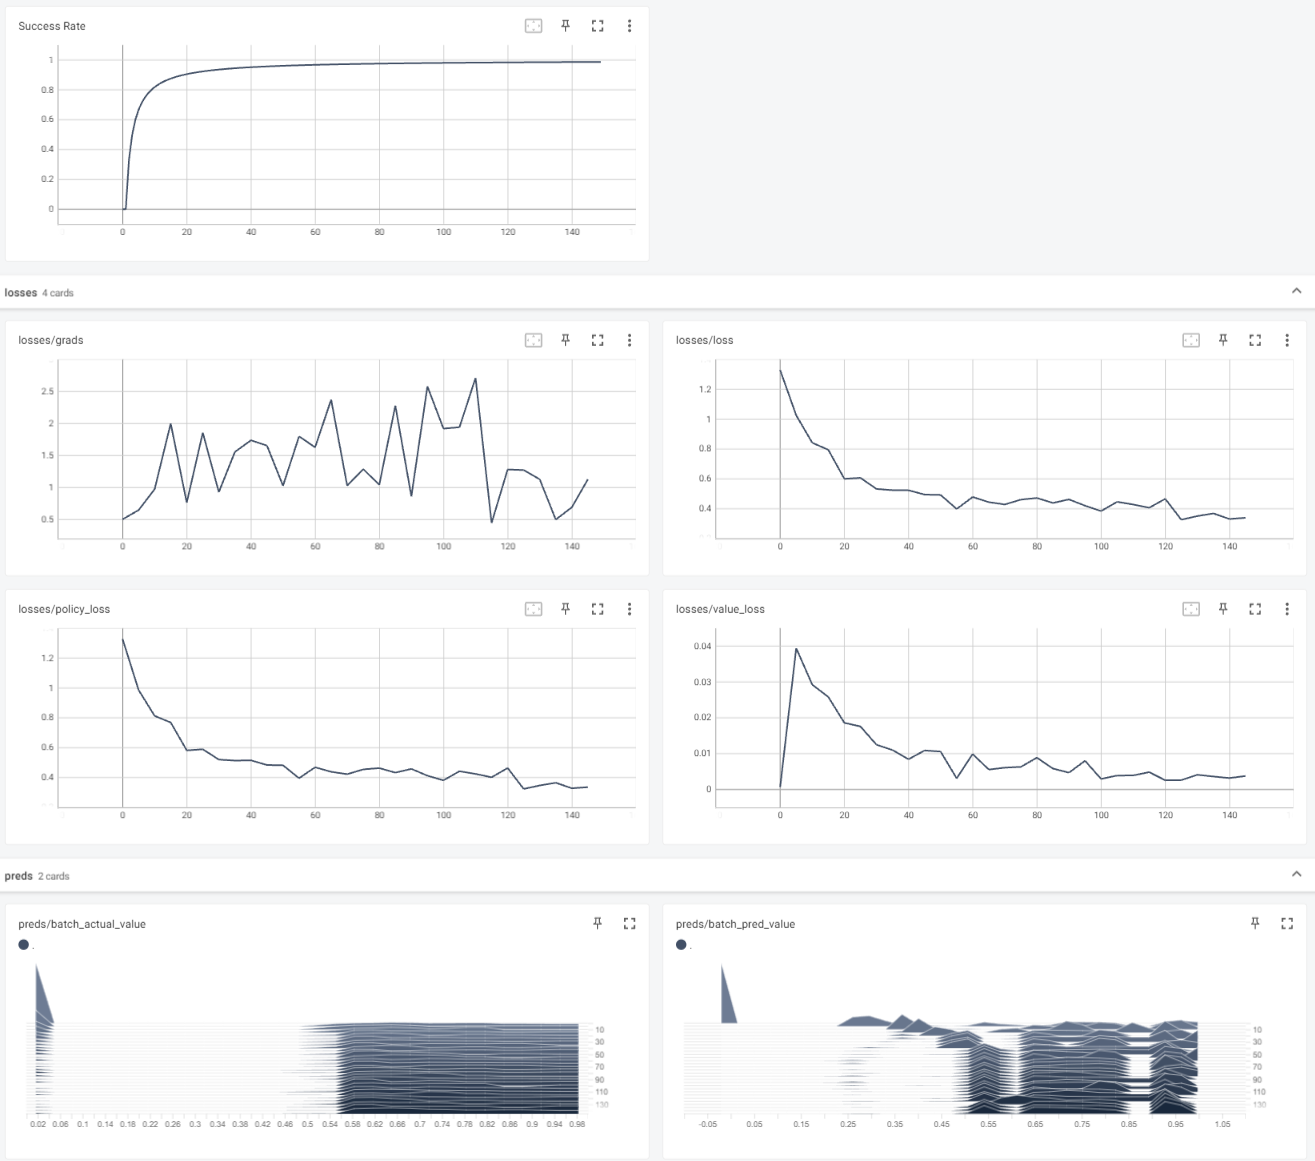 Success Rate
1
0.8
0.6
0.4
0.2
0
0 20 40 60 80 100 120 140
losses 4 cards
losses/grads
2.5
2
1.5
1
0.5
0 20 40 60 80 100 120 140
losses/loss
1.2
1
0.8
0.6
0.4
0 20 40 60 80 100 120 140
losses/policy_loss
1.2
1
0.8
0.6
0.4
0 20 40 60 80 100 120 140
losses/value_loss
0.04
0.03
0.02
0.01
0
0 20 40 60 80 100 120 140
preds 2 cards
preds/batch_actual_value
.
10
30
50
70
90
110
130
0.02 0.06 0.1 0.14 0.18 0.22 0.26 0.3 0.34 0.38 0.42 0.46 0.5 0.54 0.58 0.62 0.66 0.7 0.74 0.78 0.82 0.86 0.9 0.94 0.98
preds/batch_pred_value
.
10
30
50
70
90
110
130
-0.05 0.05 0.15 0.25 0.35 0.45 0.55 0.65 0.75 0.85 0.95 1.05